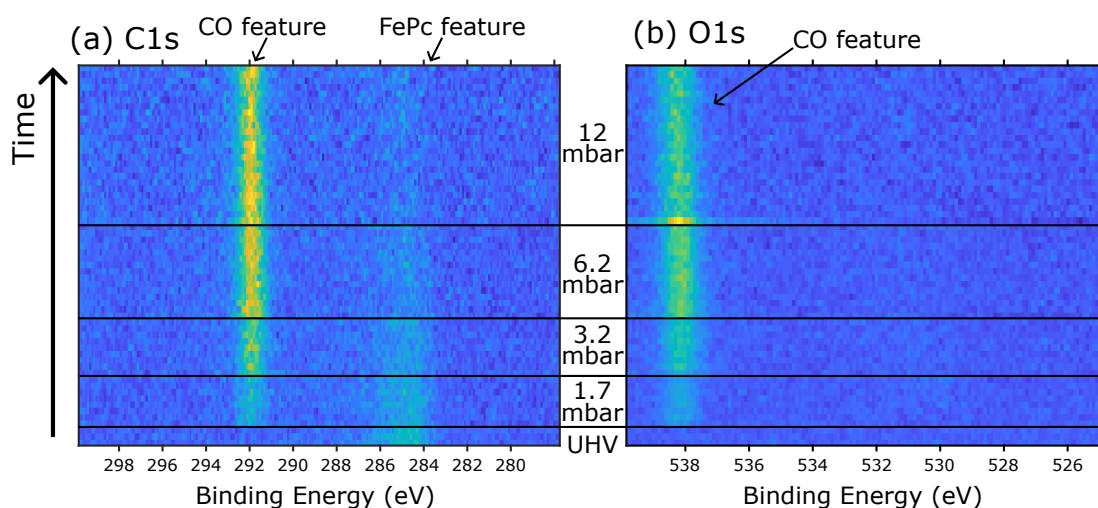 (a) C1s
CO feature
FePc feature
(b) O1s
CO feature
Time
12
mbar
6.2
mbar
3.2
mbar
1.7
mbar
UHV
298 296 294 292 290 288 286 284 282 280
Binding Energy (eV)
538 536 534 532 530 528 526
Binding Energy (eV)